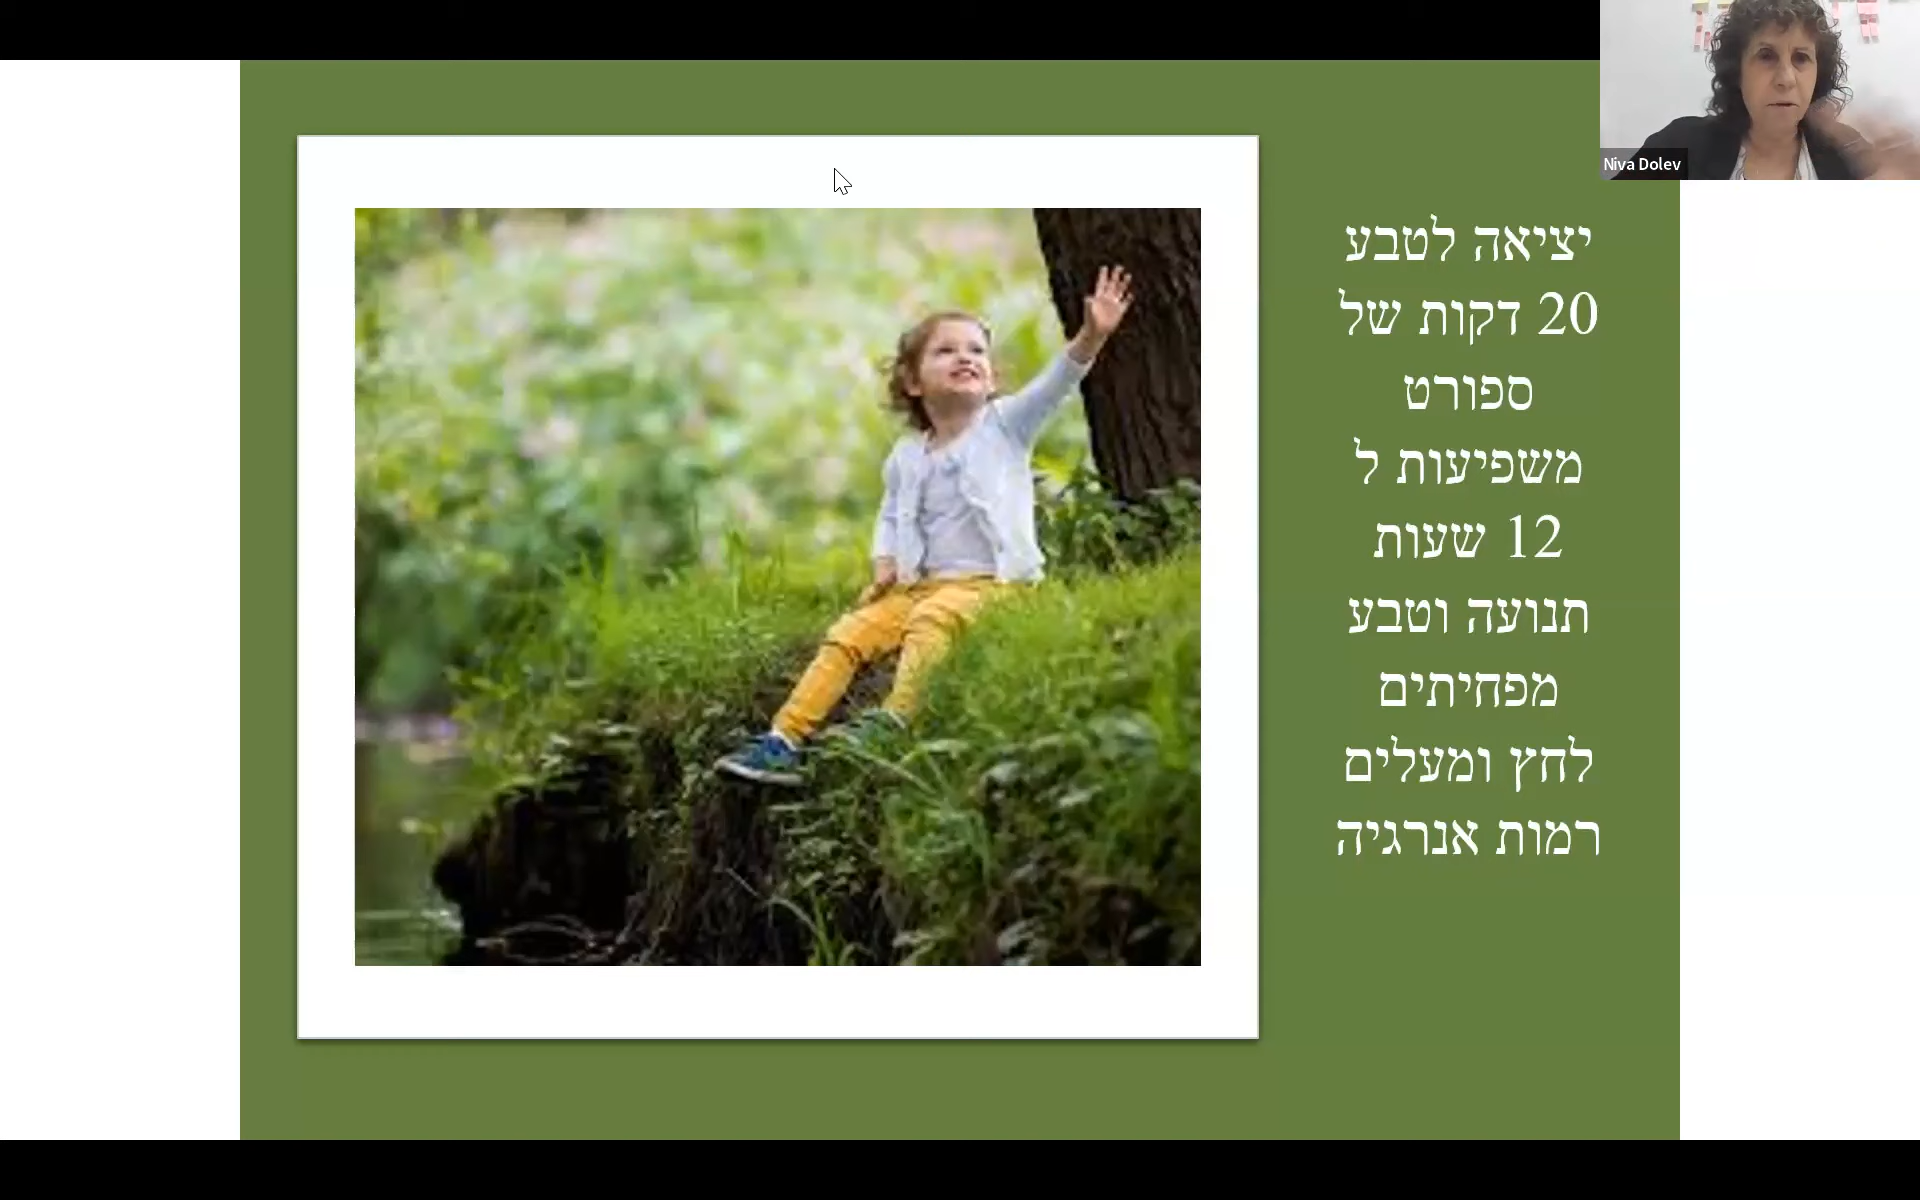 Niva Dolev
יציאה לטבע
20 דקות של
ספורט
משפיעות ל
12 שעות
תנועה וטבע
מפחיתים
לחץ ומעלים
רמות אנרגיה